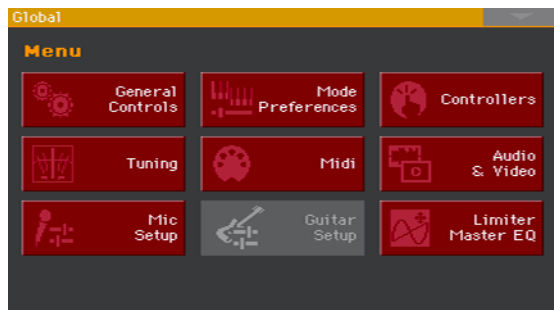 Global
Menu
General
Controls
Mode
Preferences
Controllers
Tuning
Midi
Audio
& Video
Mic
Setup
Guitar
Setup
Limiter
Master EQ